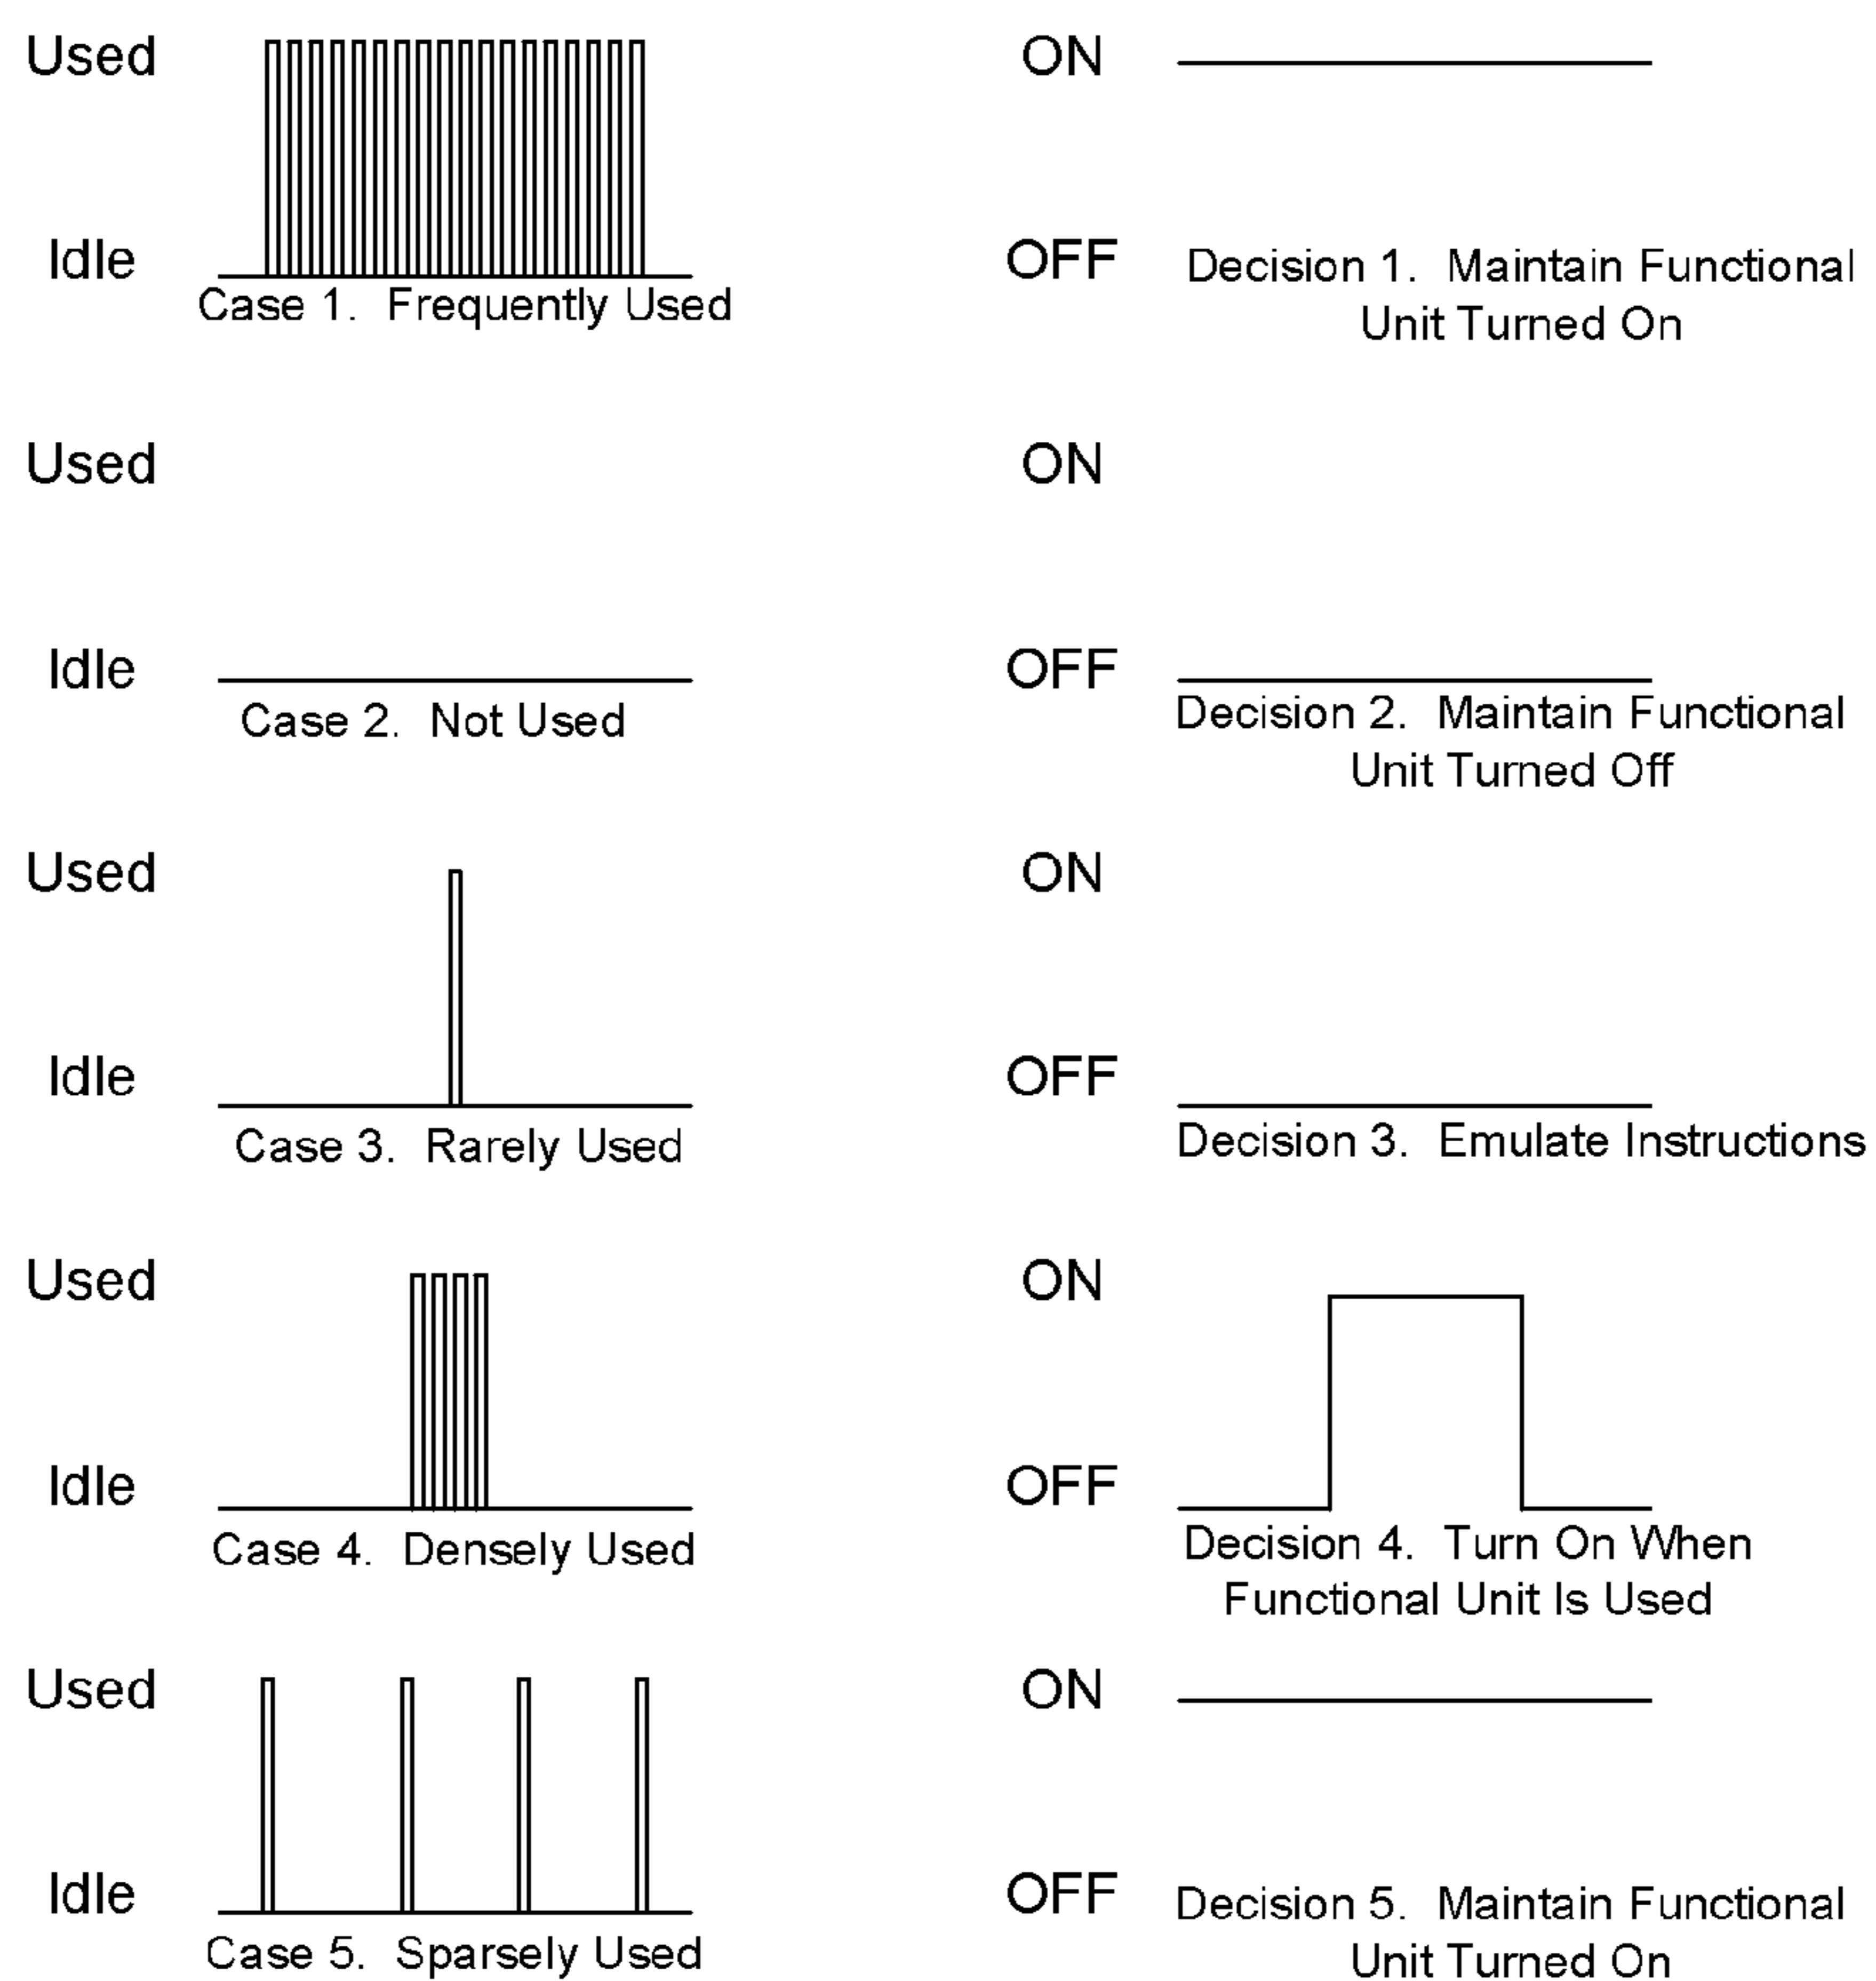 Used
ON
Idle
OFF
Case 1. Frequently Used
Decision 1. Maintain Functional
Unit Turned On
Used
ON
Idle
OFF
Case 2. Not Used
Decision 2. Maintain Functional
Unit Turned Off
Used
ON
Idle
OFF
Case 3. Rarely Used
Decision 3. Emulate Instructions
Used
ON
Idle
OFF
Case 4. Densely Used
Decision 4. Turn On When
Functional Unit Is Used
Used
ON
Idle
OFF
Case 5. Sparsely Used
Decision 5. Maintain Functional
Unit Turned On